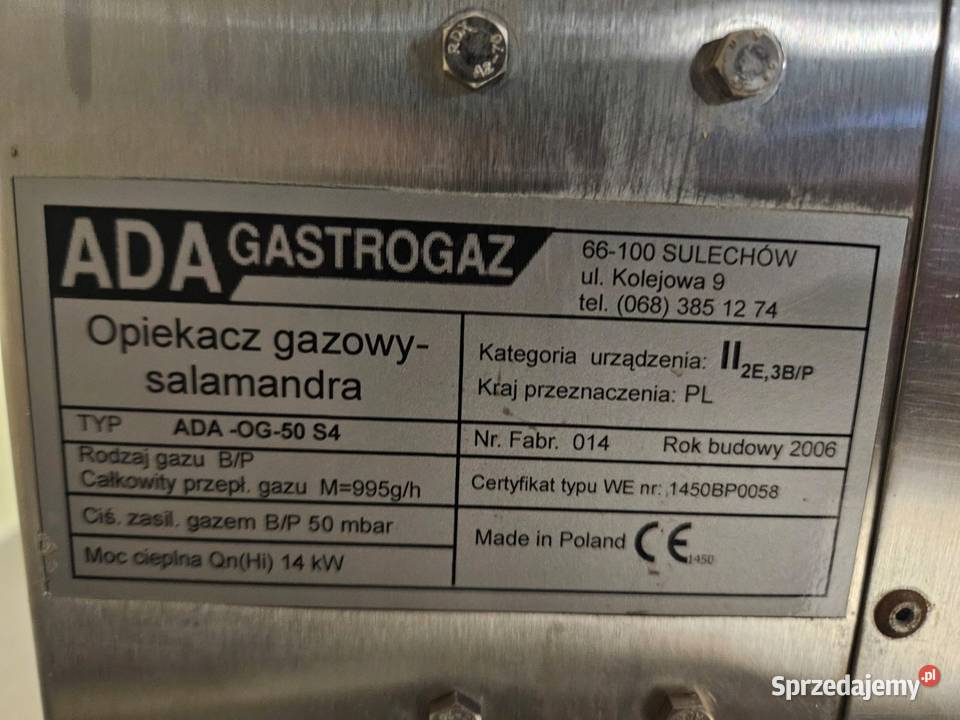 RDX
A2-70
ADA GASTROGAZ
66-100 SULECHÓW
ul. Kolejowa 9
tel. (068) 385 12 74
Opiekacz gazowy-
salamandra
Kategoria urządzenia: II2E,3B/P
Kraj przeznaczenia: PL
TYP ADA -OG-50 S4
Nr. Fabr. 014 Rok budowy 2006
Rodzaj gazu B/P
Całkowity przepł. gazu M=995g/h
Certyfikat typu WE nr: 1450BP0058
Ciś. zasil. gazem B/P 50 mbar
Moc cieplna Qn(Hi) 14 kW
Made in Poland CE 1450
Sprzedajemy.pl